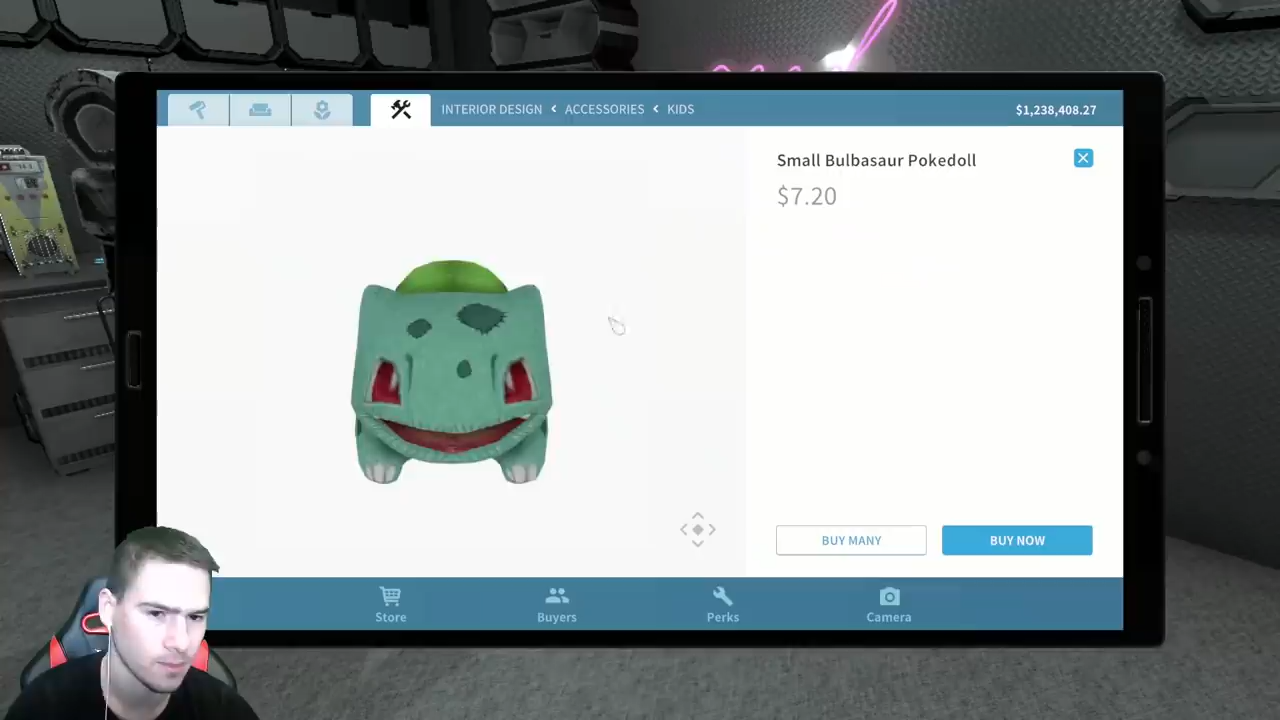 INTERIOR DESIGN < ACCESSORIES < KIDS
$1,238,408.27
Small Bulbasaur Pokedoll
$7.20
BUY MANY
BUY NOW
Store
Buyers
Perks
Camera